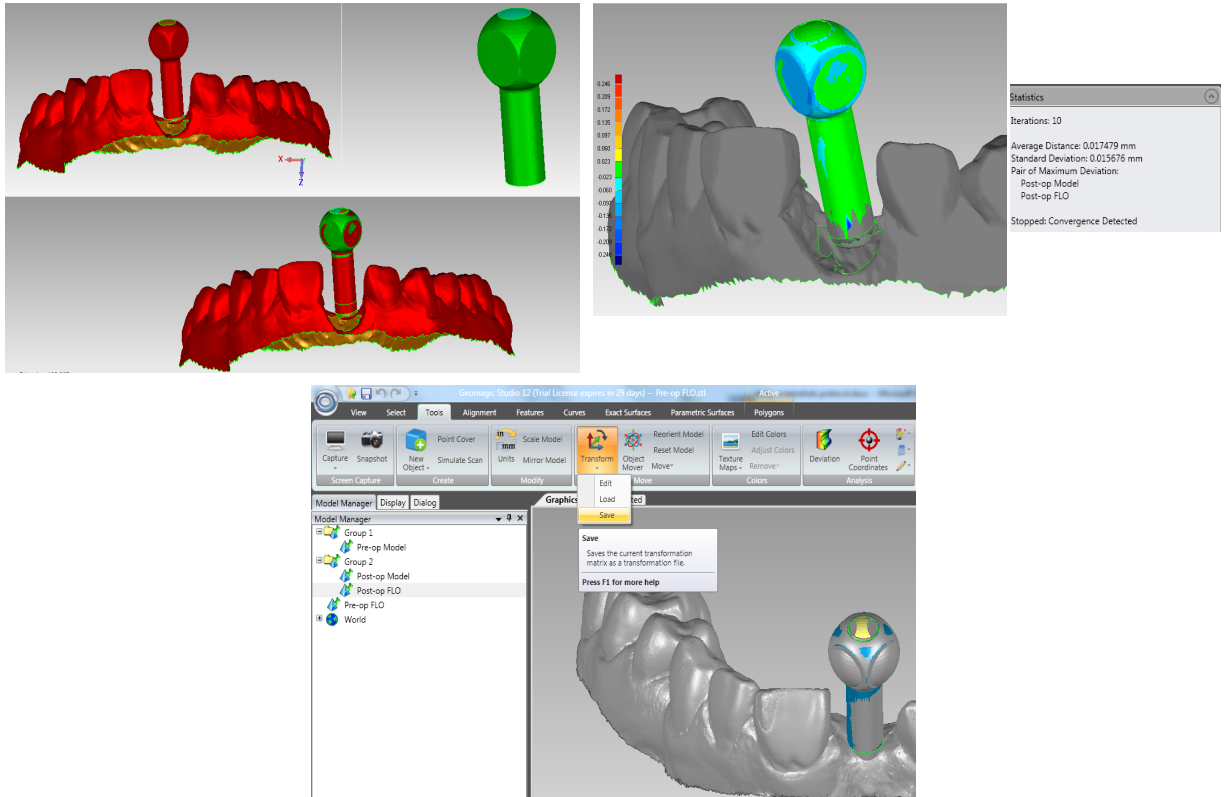 X
Z
0.246
0.209
0.172
0.135
0.097
0.060
0.023
-0.023
-0.060
-0.097
-0.135
-0.172
-0.209
-0.246
Statistics
Iterations: 10
Average Distance: 0.017479 mm
Standard Deviation: 0.015676 mm
Pair of Maximum Deviation:
Post-op Model
Post-op FLO
Stopped: Convergence Detected
Geomagic Studio 12 (Trial License expires in 29 days) -- Pre-op FLO.stl
Active
View Select Tools Alignment Features Curves Exact Surfaces Parametric Surfaces Polygons
Point Cover in Scale Model Reorient Model Edit Colors
mm Reset Model Adjust Colors
Capture Snapshot New Object Simulate Scan Units Mirror Model Transform Object Mover Move Texture Maps Remove Deviation Point Coordinates
Screen Capture Create Modify Move Colors Analysis
Edit
Load
Save
Model Manager Display Dialog
Graphics
Model Manager
Group 1
Pre-op Model
Group 2
Post-op Model
Post-op FLO
Pre-op FLO
World
Save
Saves the current transformation
matrix as a transformation file.
Press F1 for more help